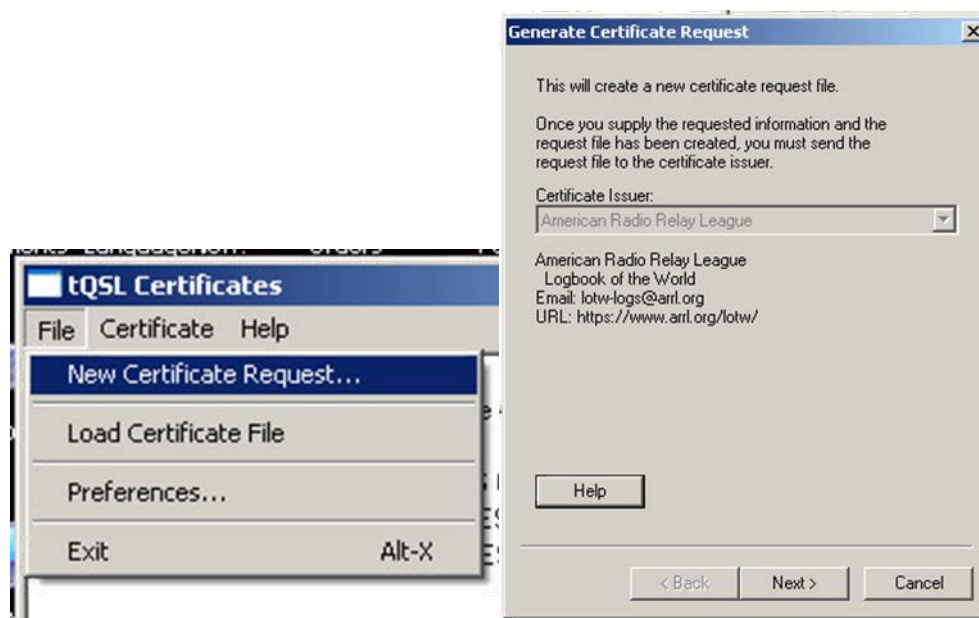 tQSL Certificates
File Certificate Help
New Certificate Request...
Load Certificate File
Preferences...
Exit Alt-X
Generate Certificate Request
This will create a new certificate request file.
Once you supply the requested information and the
request file has been created, you must send the
request file to the certificate issuer.
Certificate Issuer:
American Radio Relay League
American Radio Relay League
Logbook of the World
Email: lotw-logs@arrl.org
URL: https://www.arrl.org/lotw/
Help
< Back Next > Cancel